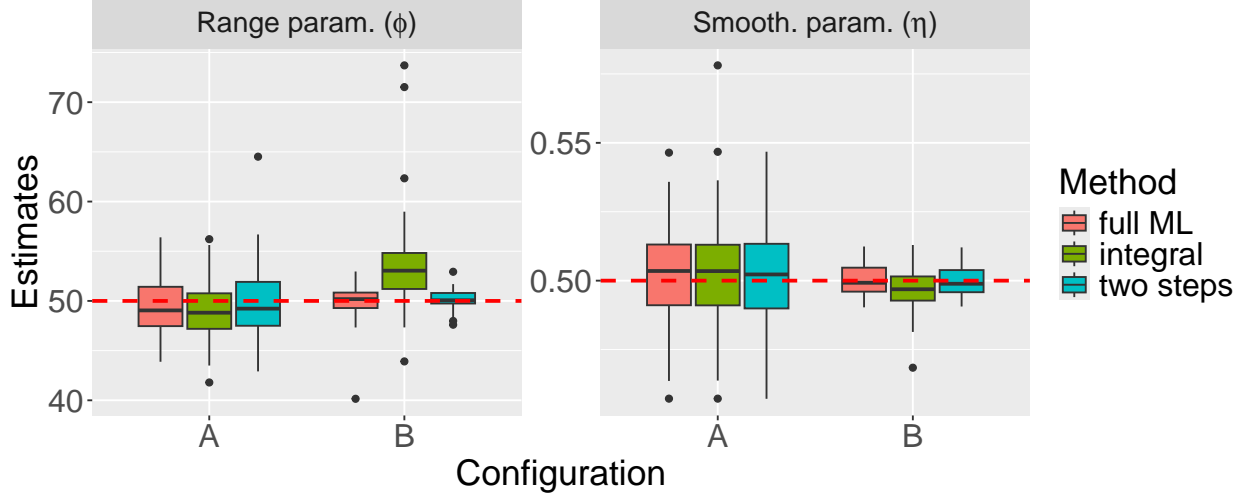 Range param. (ϕ)
Smooth. param. (η)
Estimates
70
60
50
40
0.55
0.50
A
B
A
B
Configuration
Method
full ML
integral
two steps